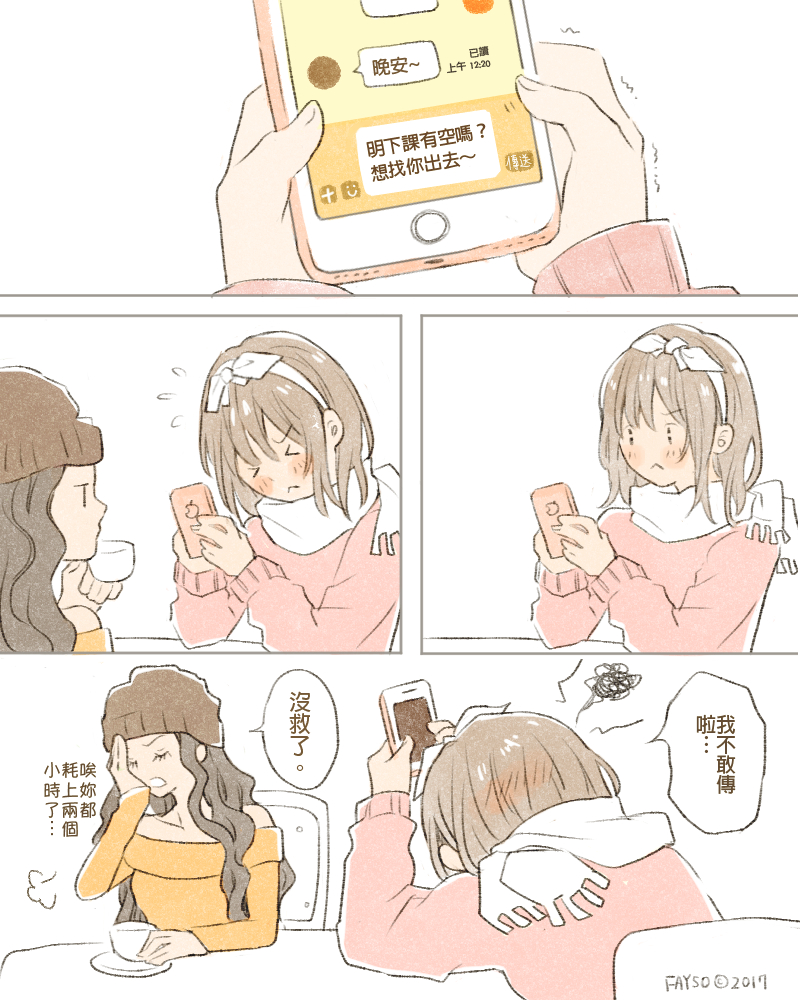 晚安~
已讀
上午 12:20
明下課有空嗎？
想找你出去～
傳送
我不敢傳
啦…
沒救了。
唉妳都
耗上兩個
小時了…
FAYSO©2017